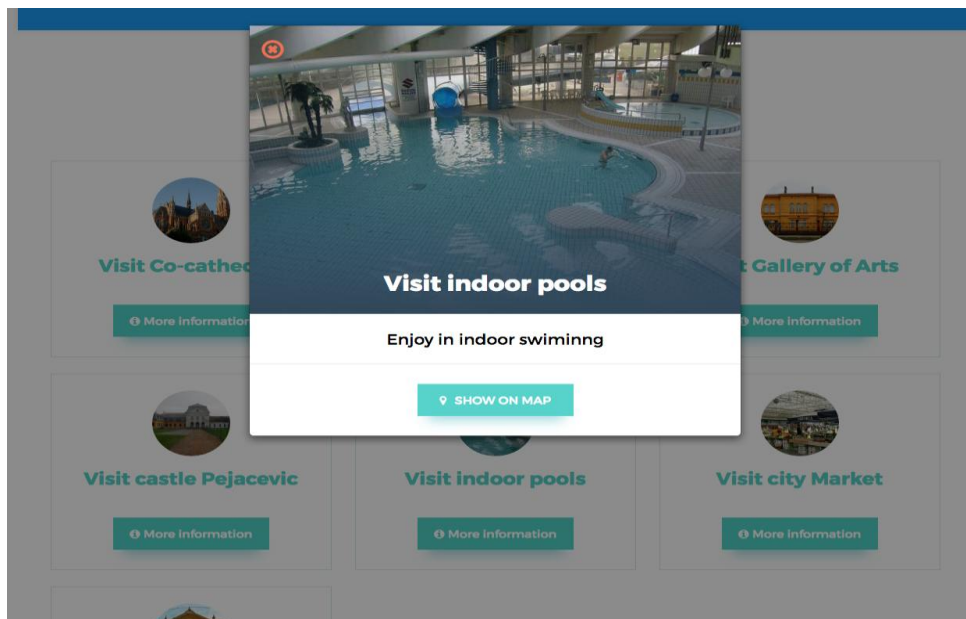 Visit indoor pools
Enjoy in indoor swiminng
SHOW ON MAP
Visit Co-cathed
More information
Gallery of Arts
More information
Visit castle Pejacevic
More information
Visit indoor pools
More information
Visit city Market
More information